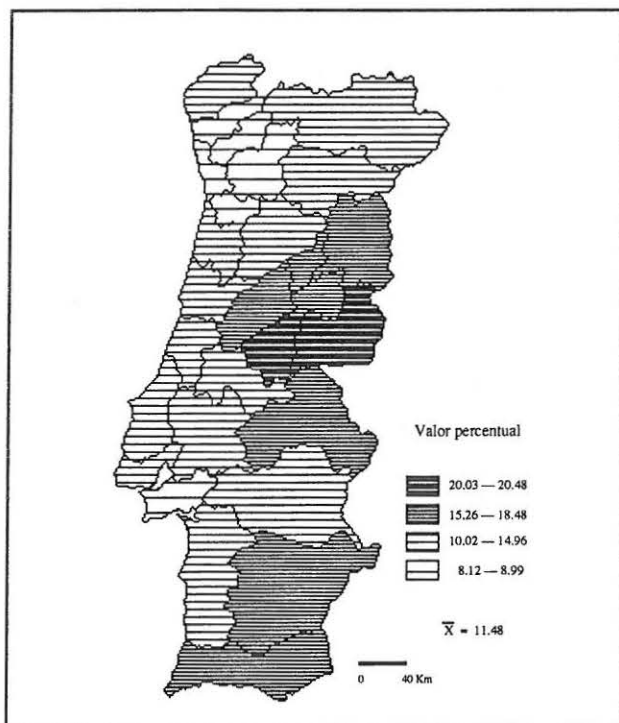 Valor percentual
20.03 — 20.48
15.26 — 18.48
10.02 — 14.96
8.12 — 8.99
X̅ = 11.48
0 40 Km